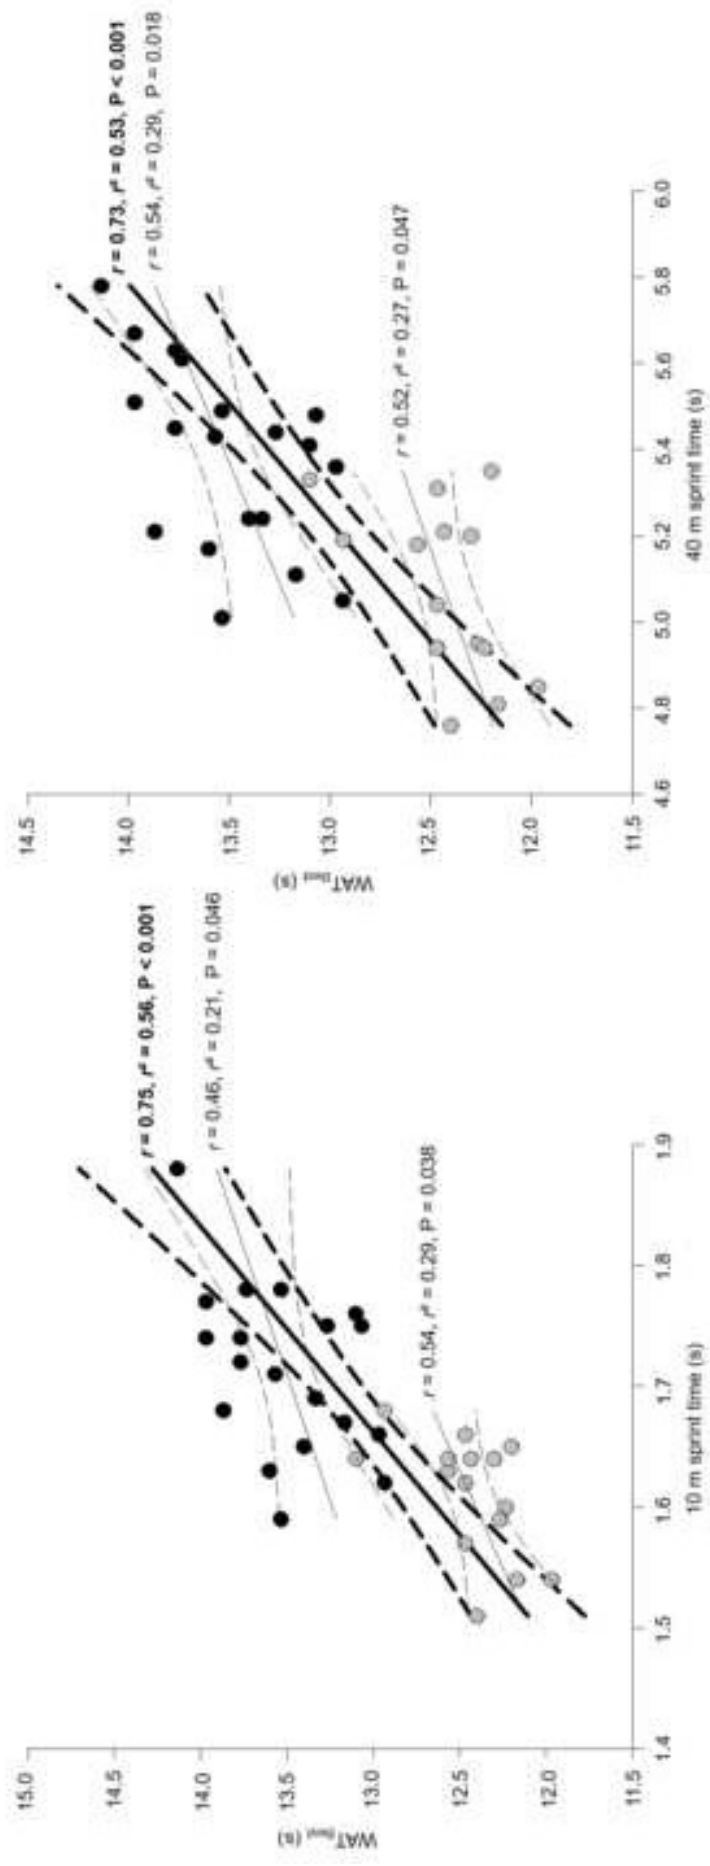 15.0
14.5
14.0
13.5
13.0
12.5
12.0
11.5
WAT (s)
1.4
1.5
1.6
1.7
1.8
1.9
10 m sprint time (s)
r = 0.75, r² = 0.56, P < 0.001
r = 0.46, r² = 0.21, P = 0.046
r = 0.54, r² = 0.29, P = 0.038
14.5
14.0
13.5
13.0
12.5
12.0
11.5
WAT (s)
4.6
4.8
5.0
5.2
5.4
5.6
5.8
6.0
40 m sprint time (s)
r = 0.73, r² = 0.53, P < 0.001
r = 0.54, r² = 0.29, P = 0.018
r = 0.52, r² = 0.27, P = 0.047